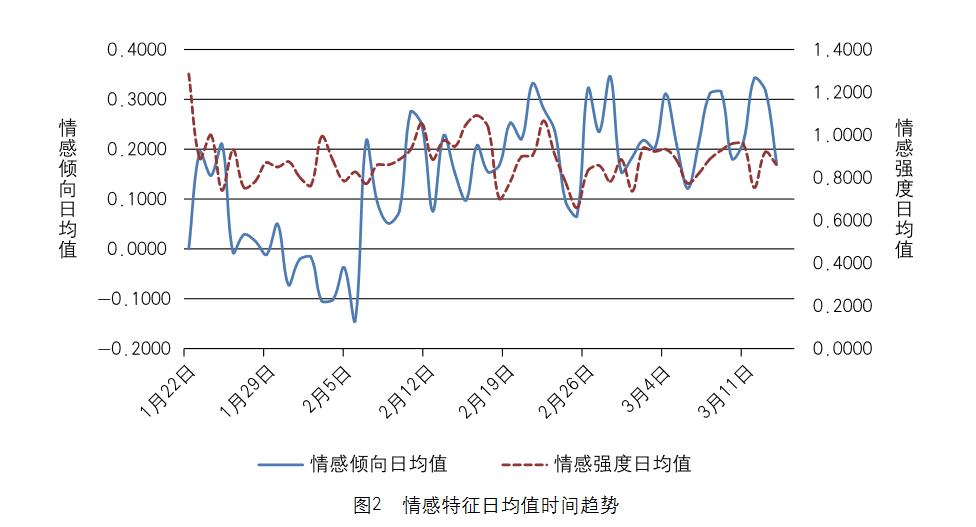 0.4000
0.3000
0.2000
0.1000
0.0000
−0.1000
−0.2000
情感倾向日均值
1.4000
1.2000
1.0000
0.8000
0.6000
0.4000
0.2000
0.0000
情感强度日均值
1月22日
1月29日
2月5日
2月12日
2月19日
2月26日
3月4日
3月11日
情感倾向日均值
情感强度日均值
图2 情感特征日均值时间趋势